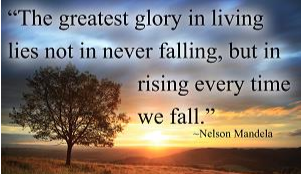 “The greatest glory in living
lies not in never falling, but in
rising every time
we fall.”
~Nelson Mandela